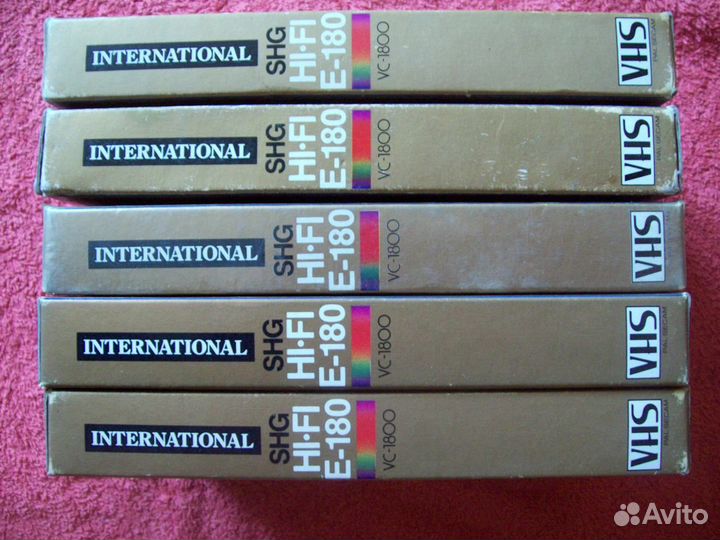 INTERNATIONAL
SHG
HI·FI
E-180
VC-1800
VHS
INTERNATIONAL
SHG
HI·FI
E-180
VC-1800
VHS
PAL-SECAM
INTERNATIONAL
SHG
HI·FI
E-180
VC-1800
VHS
INTERNATIONAL
SHG
HI·FI
E-180
VC-1800
VHS
PAL-SECAM
INTERNATIONAL
SHG
HI·FI
E-180
VC-1800
VHS
PAL-SECAM
Avito